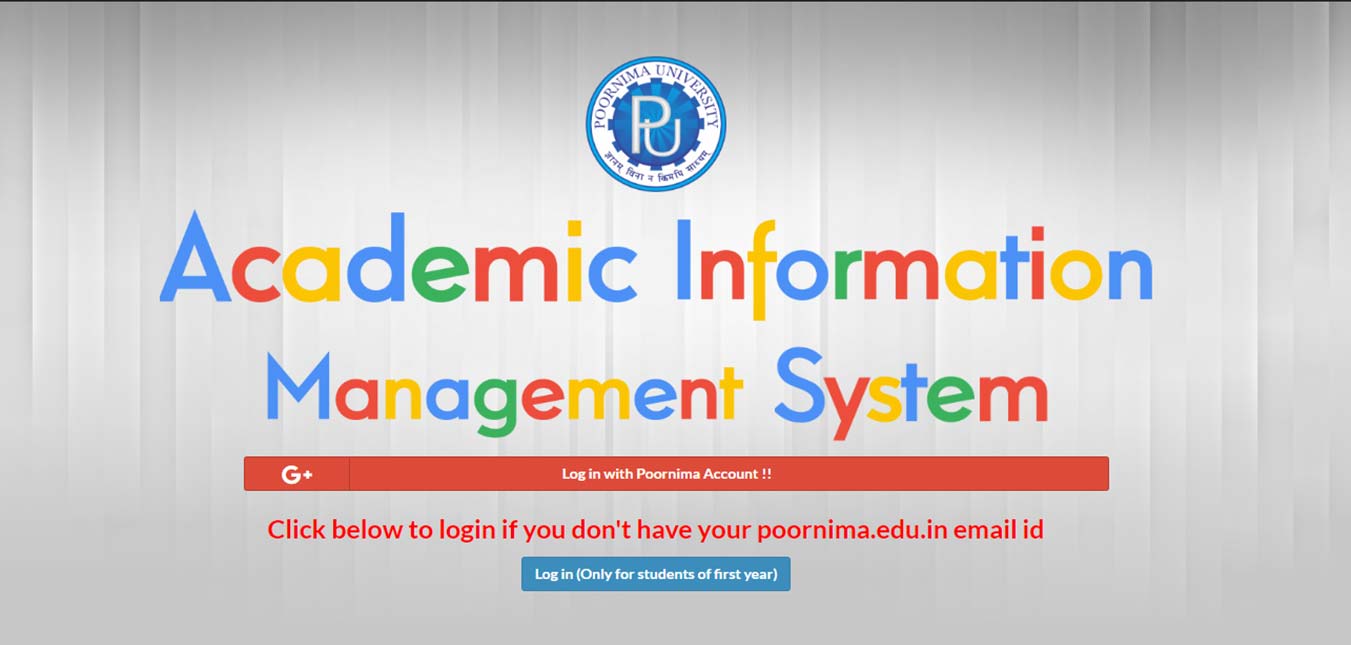 POORNIMA UNIVERSITY
PU
ज्ञानम् विना न किमपि साध्यम्
Academic Information
Management System
G+ Log in with Poornima Account !!
Click below to login if you don't have your poornima.edu.in email id
Log in (Only for students of first year)